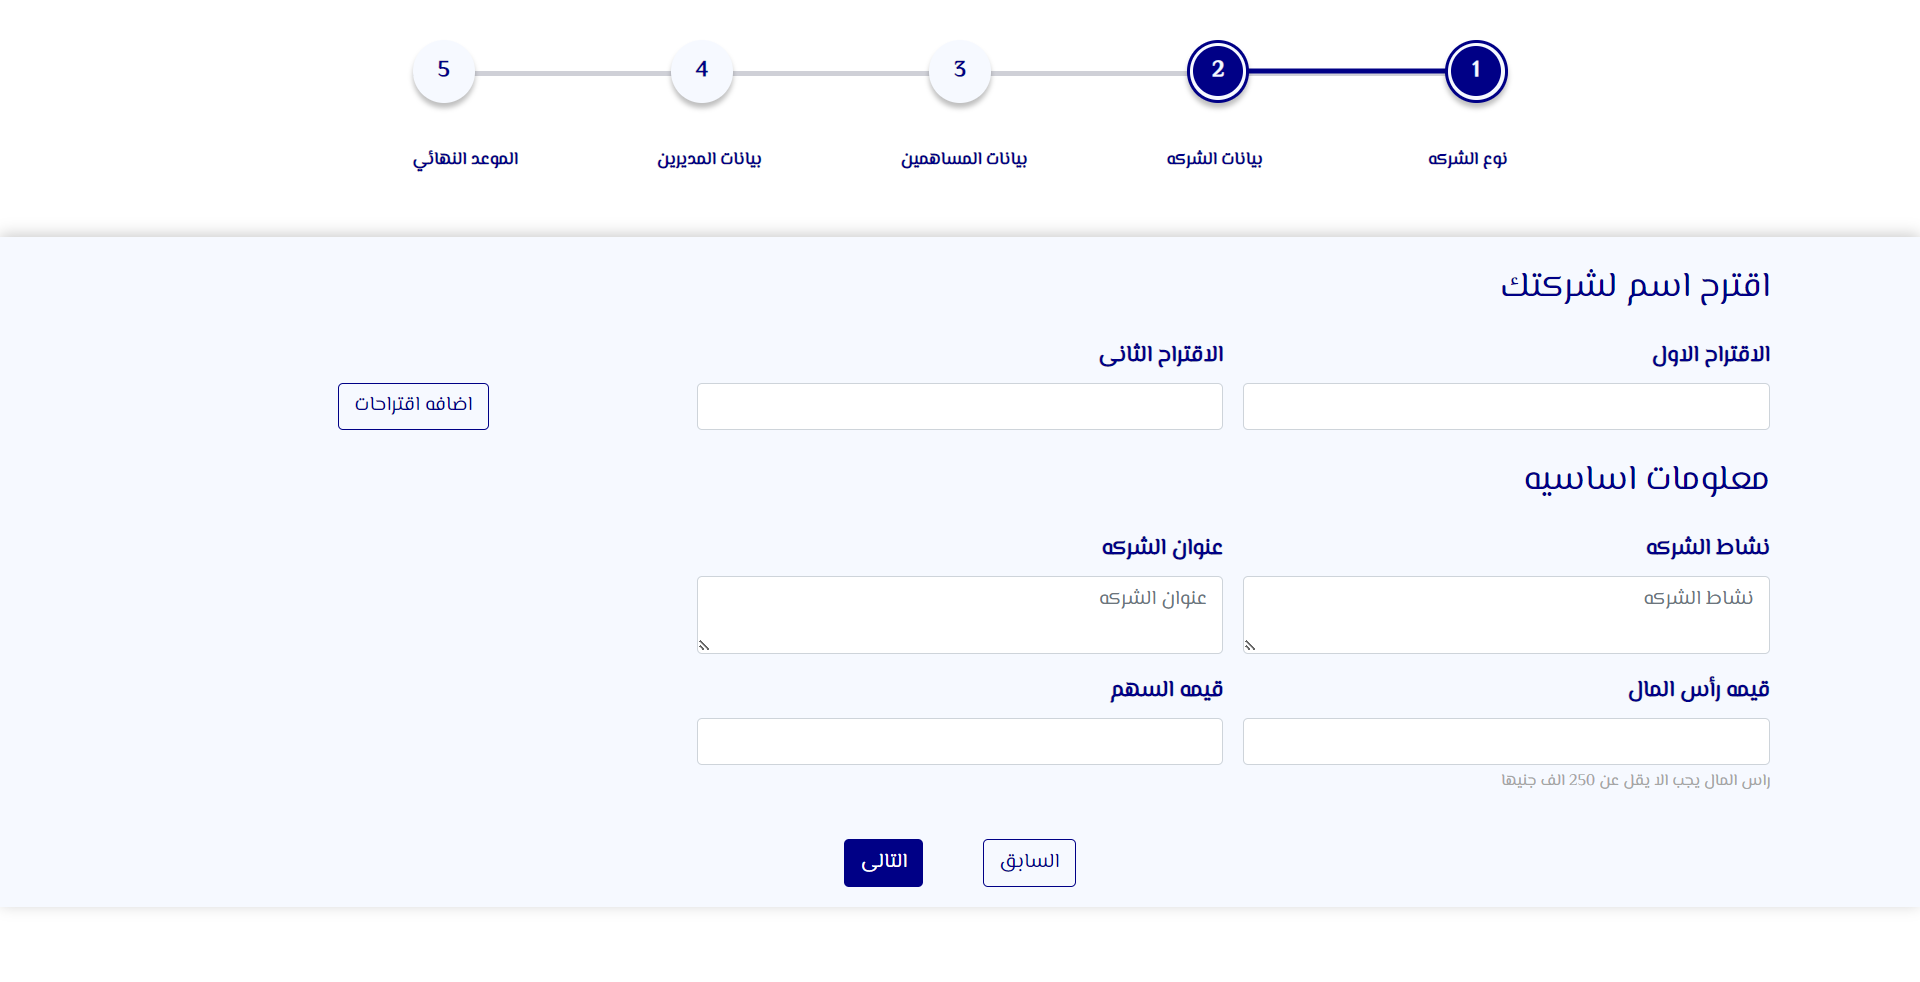 1
2
3
4
5
نوع الشركه
بيانات الشركه
بيانات المساهمين
بيانات المديرين
الموعد النهائي
اقترح اسم لشركتك
الاقتراح الاول
الاقتراح الثانى
اضافه اقتراحات
معلومات اساسيه
نشاط الشركه
عنوان الشركه
نشاط الشركه
عنوان الشركه
قيمه رأس المال
قيمه السهم
راس المال يجب الا يقل عن 250 الف جنيها
السابق
التالى